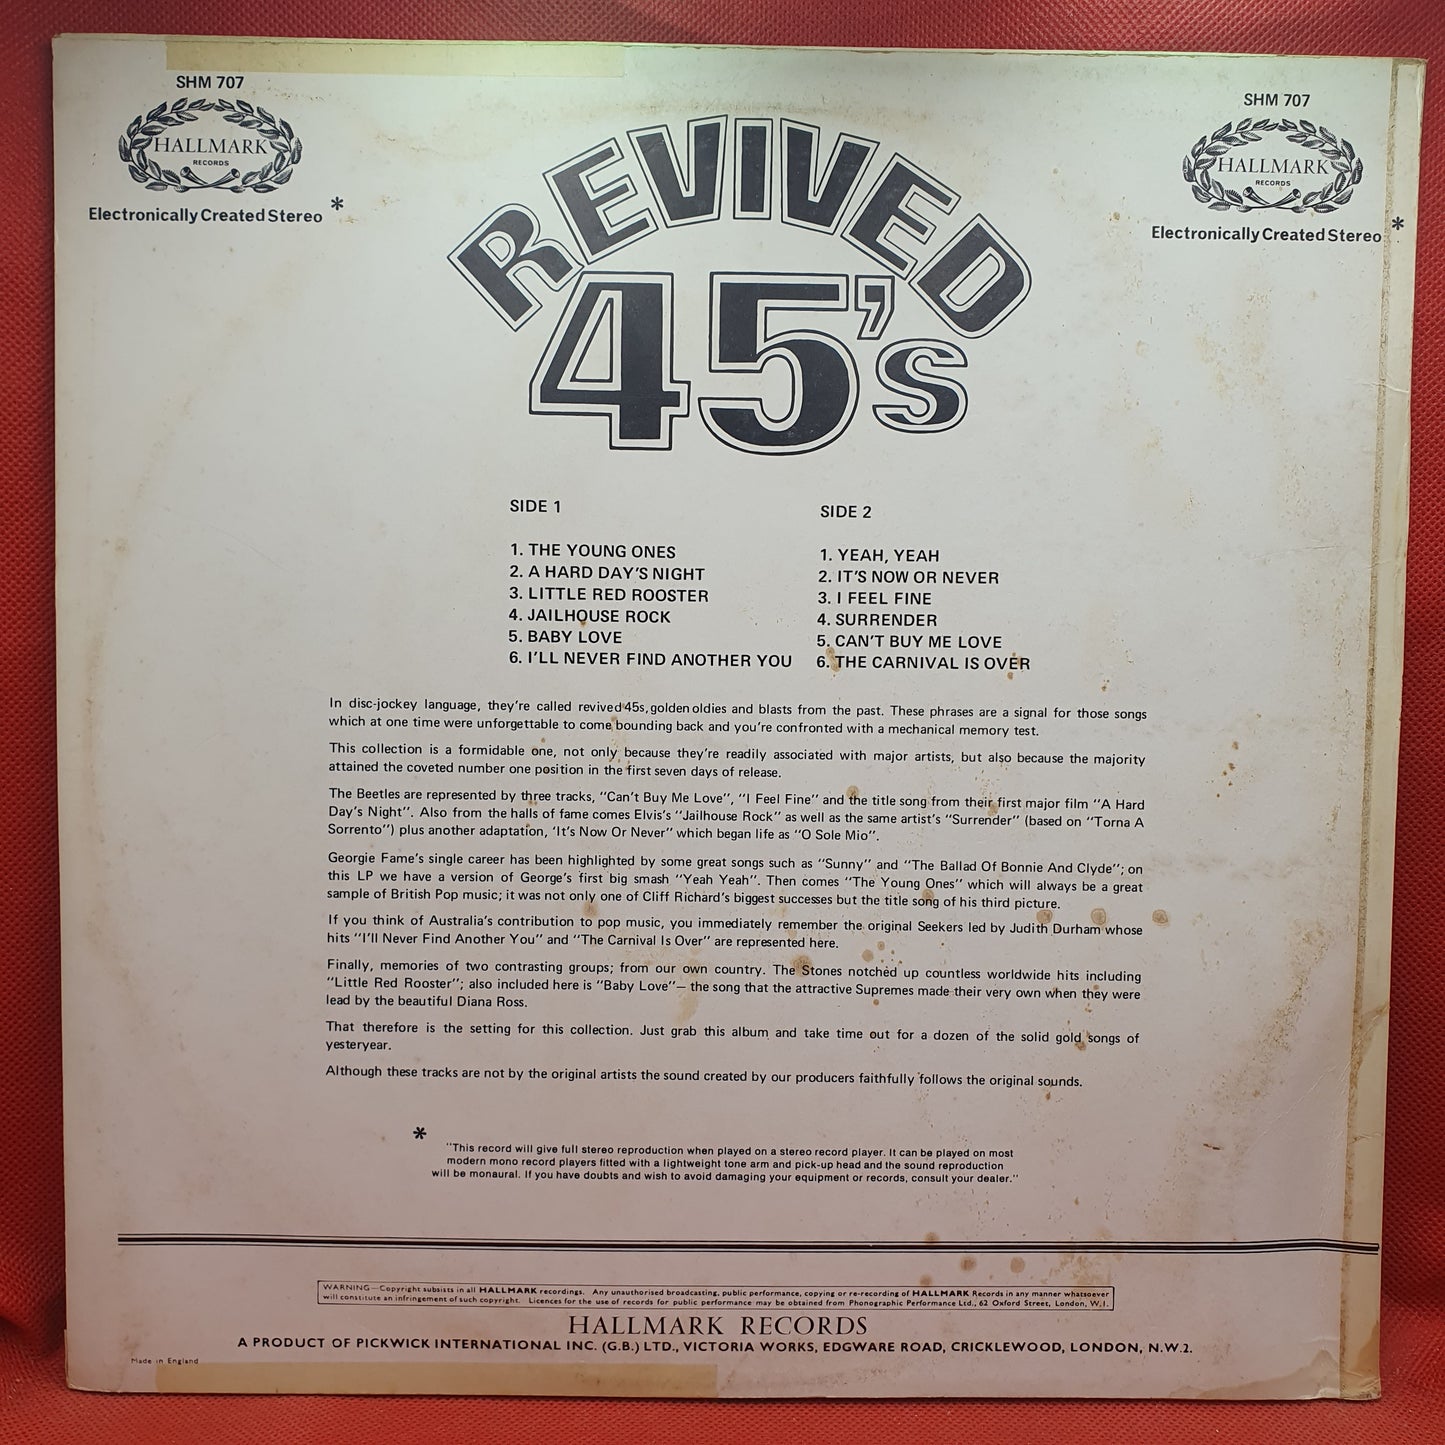 SHM 707
HALLMARK
RECORDS
Electronically Created Stereo *
SHM 707
HALLMARK
RECORDS
Electronically Created Stereo *
REVIVED
45's
SIDE 1
1. THE YOUNG ONES
2. A HARD DAY'S NIGHT
3. LITTLE RED ROOSTER
4. JAILHOUSE ROCK
5. BABY LOVE
6. I'LL NEVER FIND ANOTHER YOU
SIDE 2
1. YEAH, YEAH
2. IT'S NOW OR NEVER
3. I FEEL FINE
4. SURRENDER
5. CAN'T BUY ME LOVE
6. THE CARNIVAL IS OVER
In disc-jockey language, they're called revived 45s, golden oldies and blasts from the past. These phrases are a signal for those songs
which at one time were unforgettable to come bounding back and you're confronted with a mechanical memory test.
This collection is a formidable one, not only because they're readily associated with major artists, but also because the majority
attained the coveted number one position in the first seven days of release.
The Beetles are represented by three tracks, "Can't Buy Me Love", "I Feel Fine" and the title song from their first major film "A Hard
Day's Night". Also from the halls of fame comes Elvis's "Jailhouse Rock" as well as the same artist's "Surrender" (based on "Torna A
Sorrento") plus another adaptation, 'It's Now Or Never" which began life as "O Sole Mio".
Georgie Fame's single career has been highlighted by some great songs such as "Sunny" and "The Ballad Of Bonnie And Clyde"; on
this LP we have a version of George's first big smash "Yeah Yeah". Then comes "The Young Ones" which will always be a great
sample of British Pop music; it was not only one of Cliff Richard's biggest successes but the title song of his third picture.
If you think of Australia's contribution to pop music, you immediately remember the original Seekers led by Judith Durham whose
hits "I'll Never Find Another You" and "The Carnival Is Over" are represented here.
Finally, memories of two contrasting groups; from our own country. The Stones notched up countless worldwide hits including
"Little Red Rooster"; also included here is "Baby Love"— the song that the attractive Supremes made their very own when they were
lead by the beautiful Diana Ross.
That therefore is the setting for this collection. Just grab this album and take time out for a dozen of the solid gold songs of
yesteryear.
Although these tracks are not by the original artists the sound created by our producers faithfully follows the original sounds.
*
"This record will give full stereo reproduction when played on a stereo record player. It can be played on most
modern mono record players fitted with a lightweight tone arm and pick-up head and the sound reproduction
will be monaural. If you have doubts and wish to avoid damaging your equipment or records, consult your dealer."
WARNING—Copyright subsists in all HALLMARK recordings. Any unauthorised broadcasting, public performance, copying or re-recording of HALLMARK Records in any manner whatsoever
will constitute an infringement of such copyright. Licences for the use of records for public performance may be obtained from Phonographic Performance Ltd., 62 Oxford Street, London, W.1.
HALLMARK RECORDS
A PRODUCT OF PICKWICK INTERNATIONAL INC. (G.B.) LTD., VICTORIA WORKS, EDGWARE ROAD, CRICKLEWOOD, LONDON, N.W.2.
Made in England